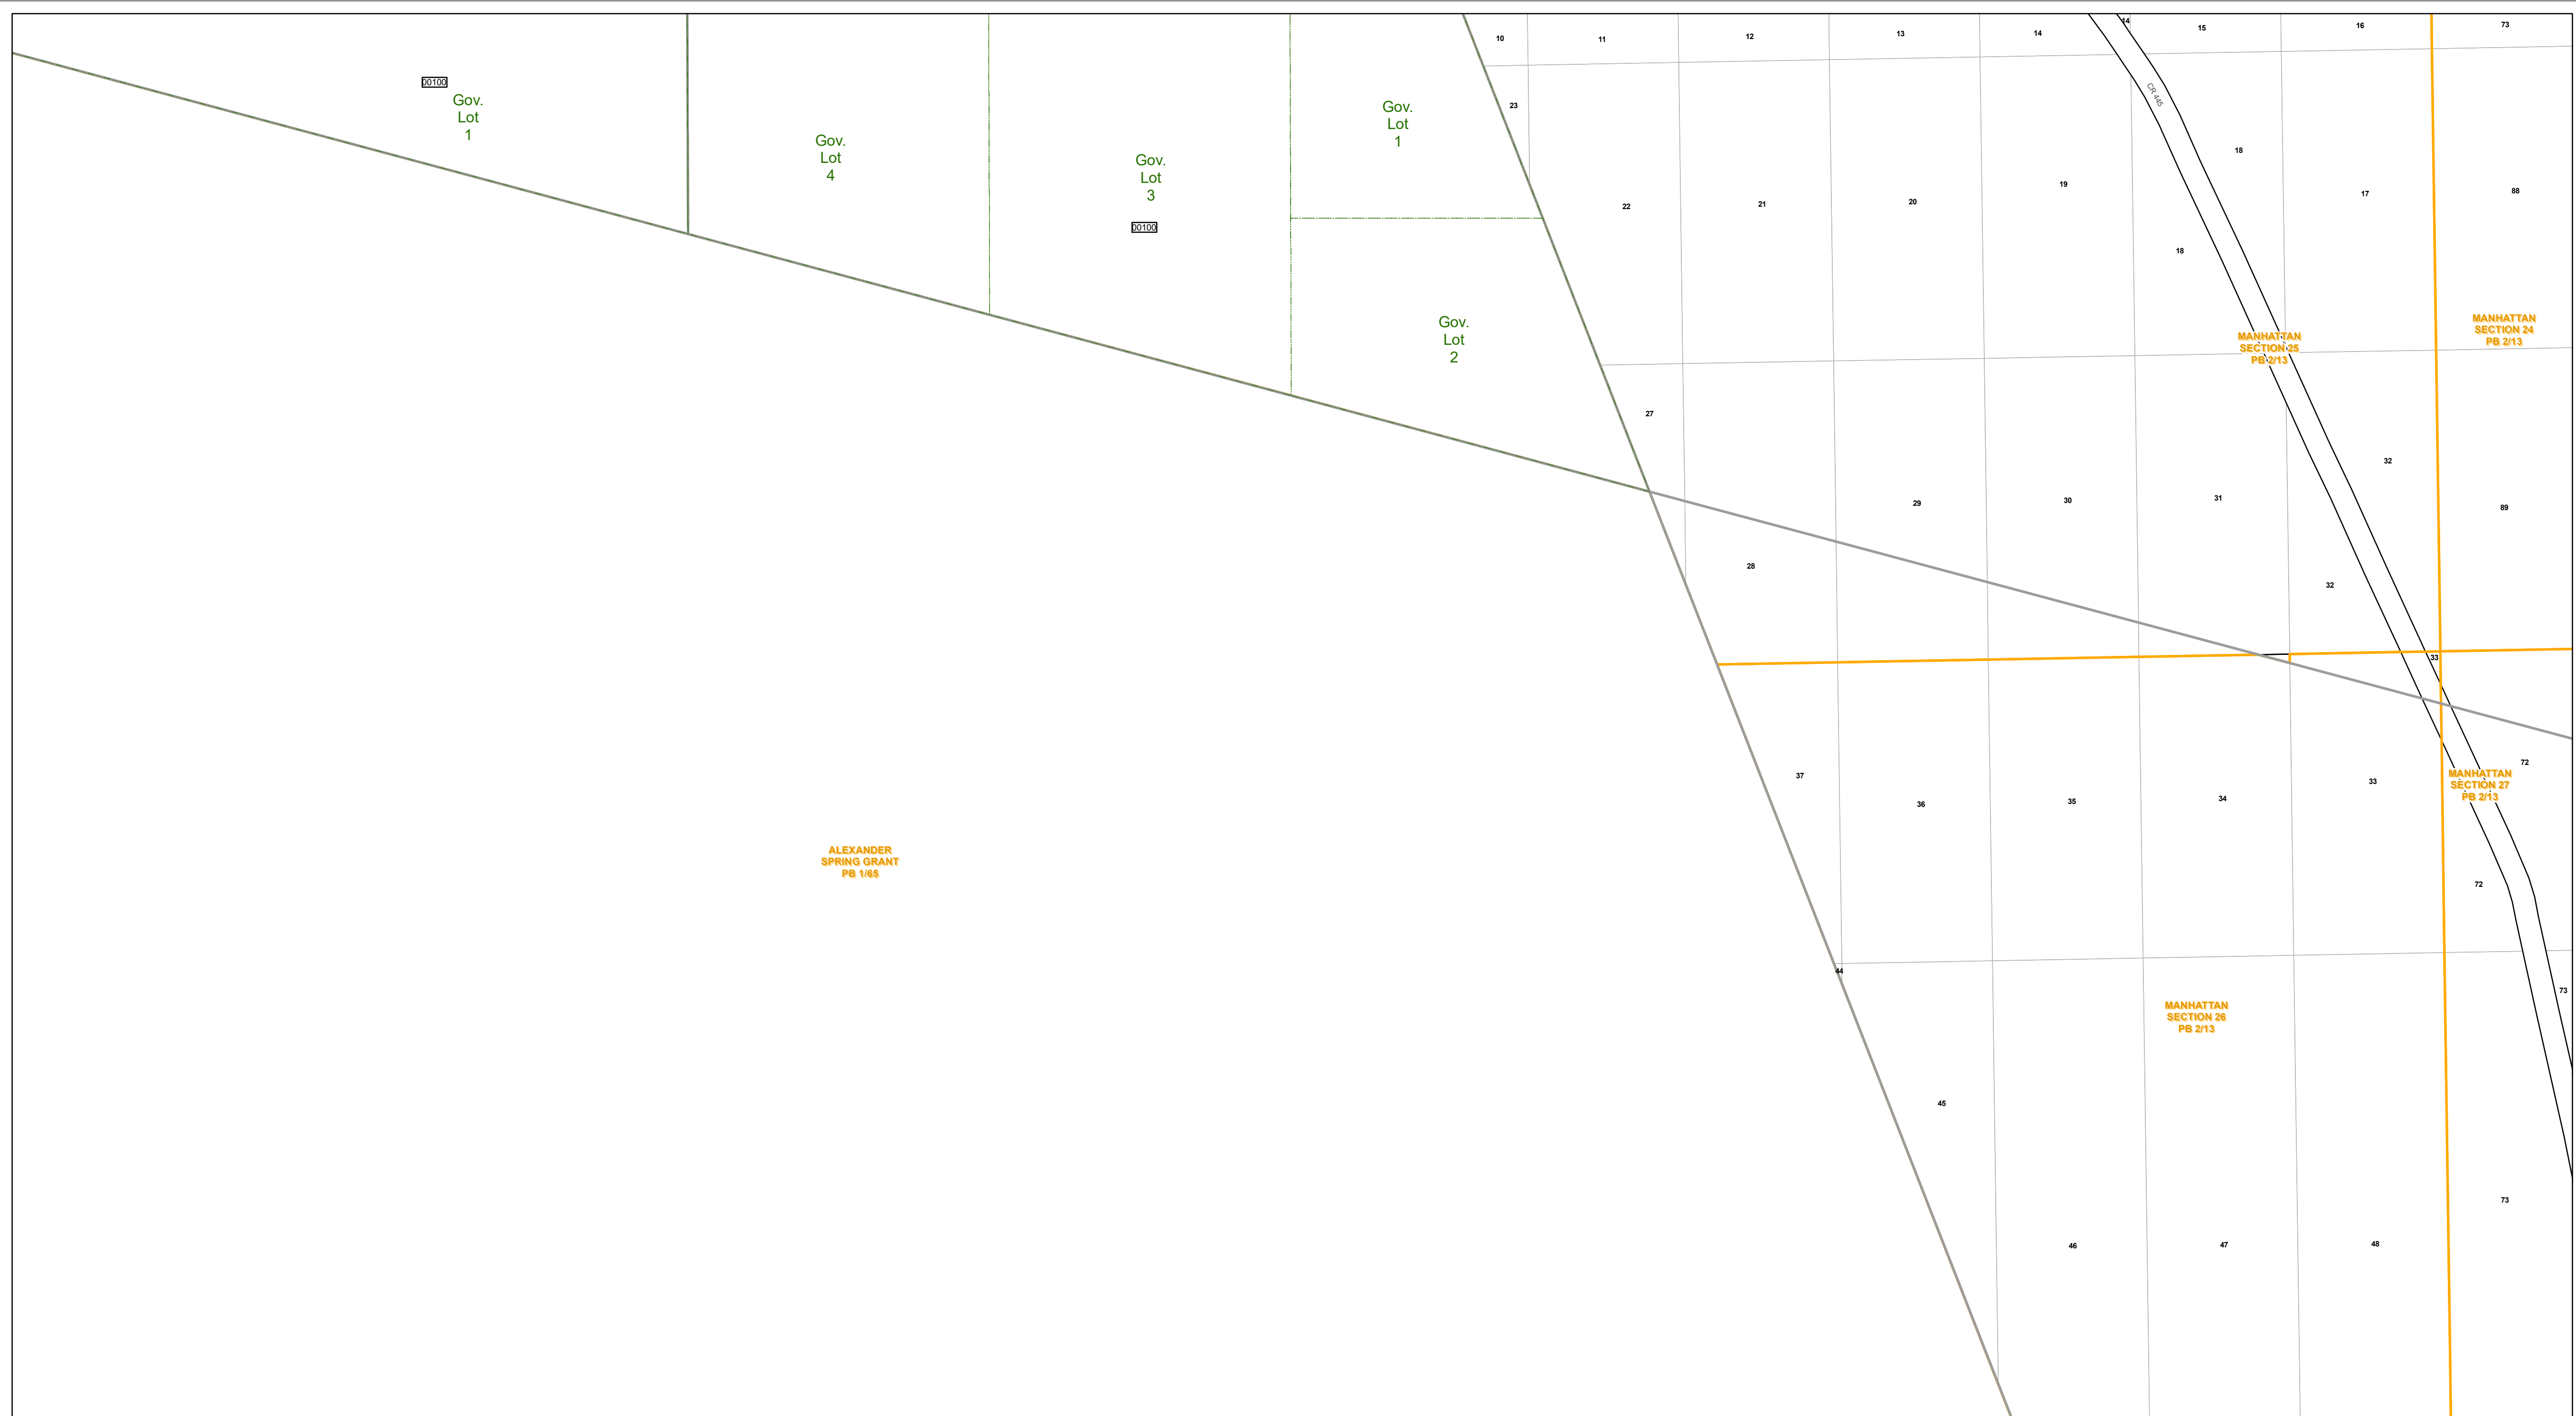 10
11
12
13
14
14
15
16
73
00100
Gov.
Lot
1
Gov.
Lot
4
Gov.
Lot
3
00100
Gov.
Lot
1
Gov.
Lot
2
23
CR 445
22
21
20
19
18
18
17
88
MANHATTAN
SECTION 25
PB 2/13
MANHATTAN
SECTION 24
PB 2/13
27
28
29
30
31
32
32
89
33
37
36
35
34
33
72
MANHATTAN
SECTION 27
PB 2/13
72
ALEXANDER
SPRING GRANT
PB 1/65
44
73
MANHATTAN
SECTION 26
PB 2/13
45
46
47
48
73